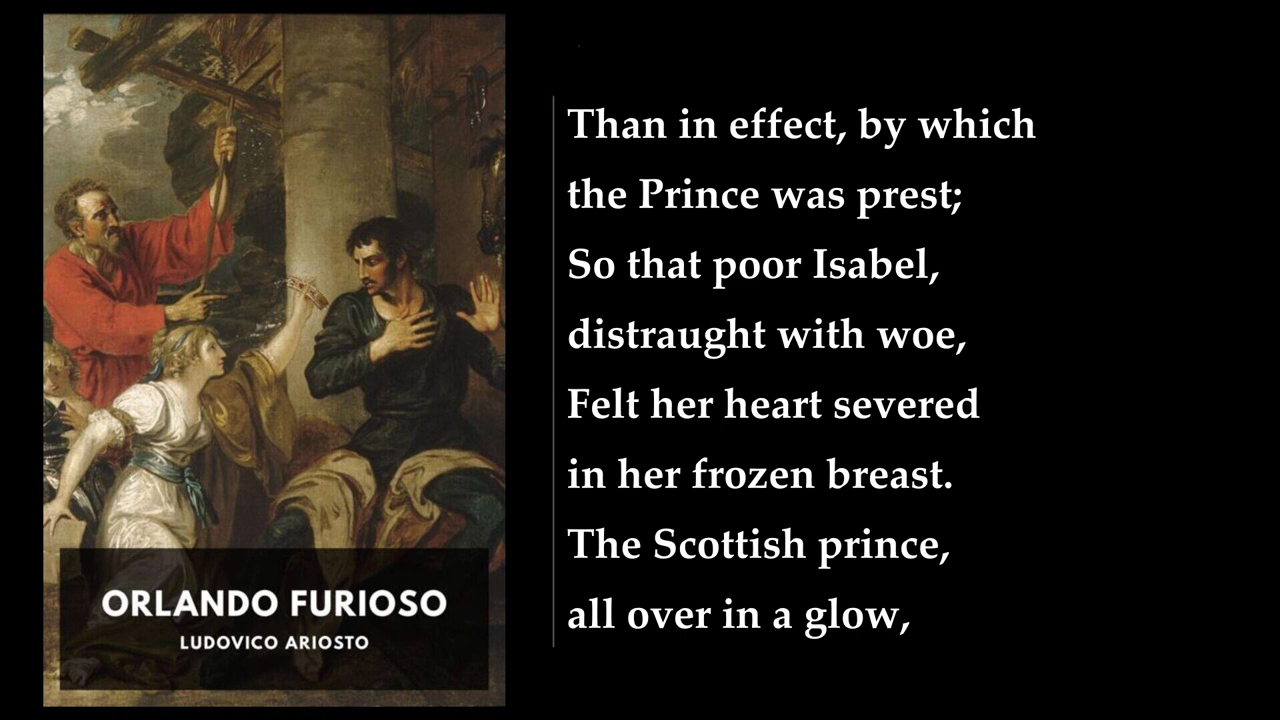 ORLANDO FURIOSO
LUDOVICO ARIOSTO
Than in effect, by which
the Prince was prest;
So that poor Isabel,
distraught with woe,
Felt her heart severed
in her frozen breast.
The Scottish prince,
all over in a glow,